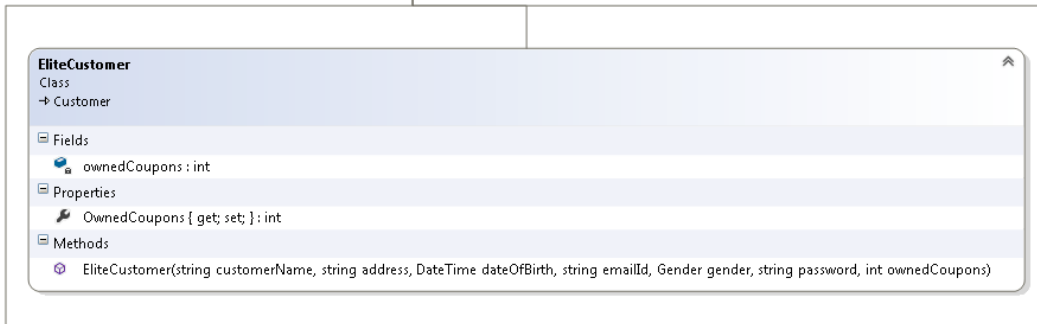 EliteCustomer
Class
Customer
Fields
ownedCoupons : int
Properties
OwnedCoupons { get; set; } : int
Methods
EliteCustomer(string customerName, string address, DateTime dateOfBirth, string emailId, Gender gender, string password, int ownedCoupons)